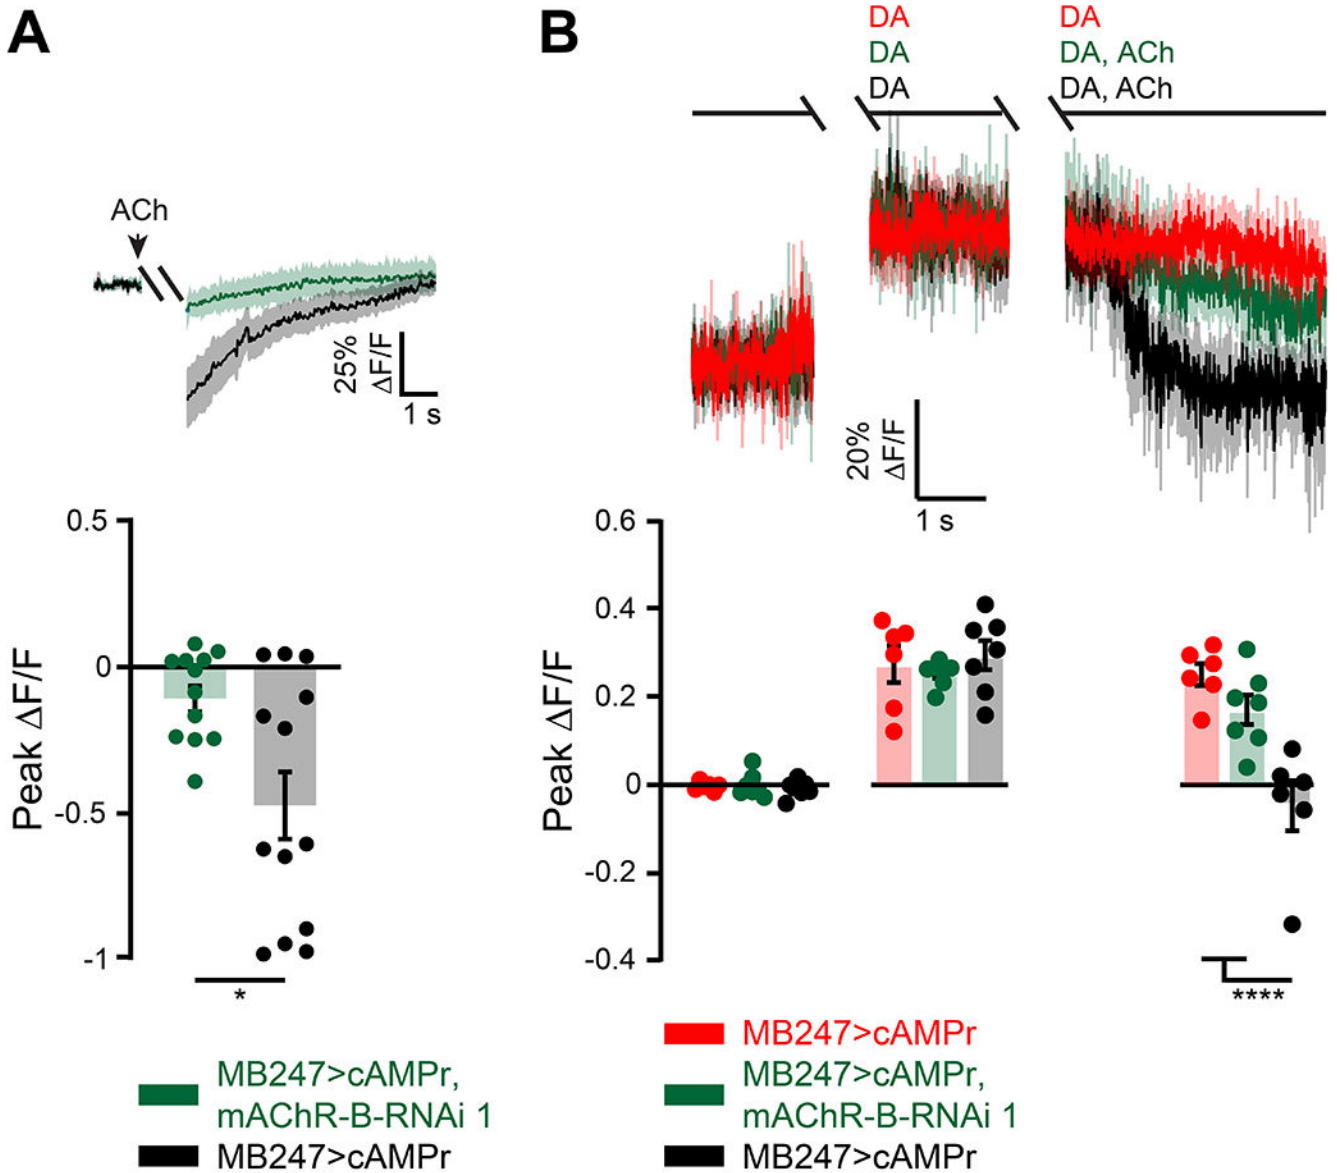 A
ACh
25%
ΔF/F
1 s
0.5
0
-0.5
-1
Peak ΔF/F
*
MB247>cAMPr,
mAChR-B-RNAi 1
MB247>cAMPr
B
DA
DA
DA
DA
DA, ACh
DA, ACh
20%
ΔF/F
1 s
0.6
0.4
0.2
0
-0.2
-0.4
Peak ΔF/F
****
MB247>cAMPr
MB247>cAMPr,
mAChR-B-RNAi 1
MB247>cAMPr